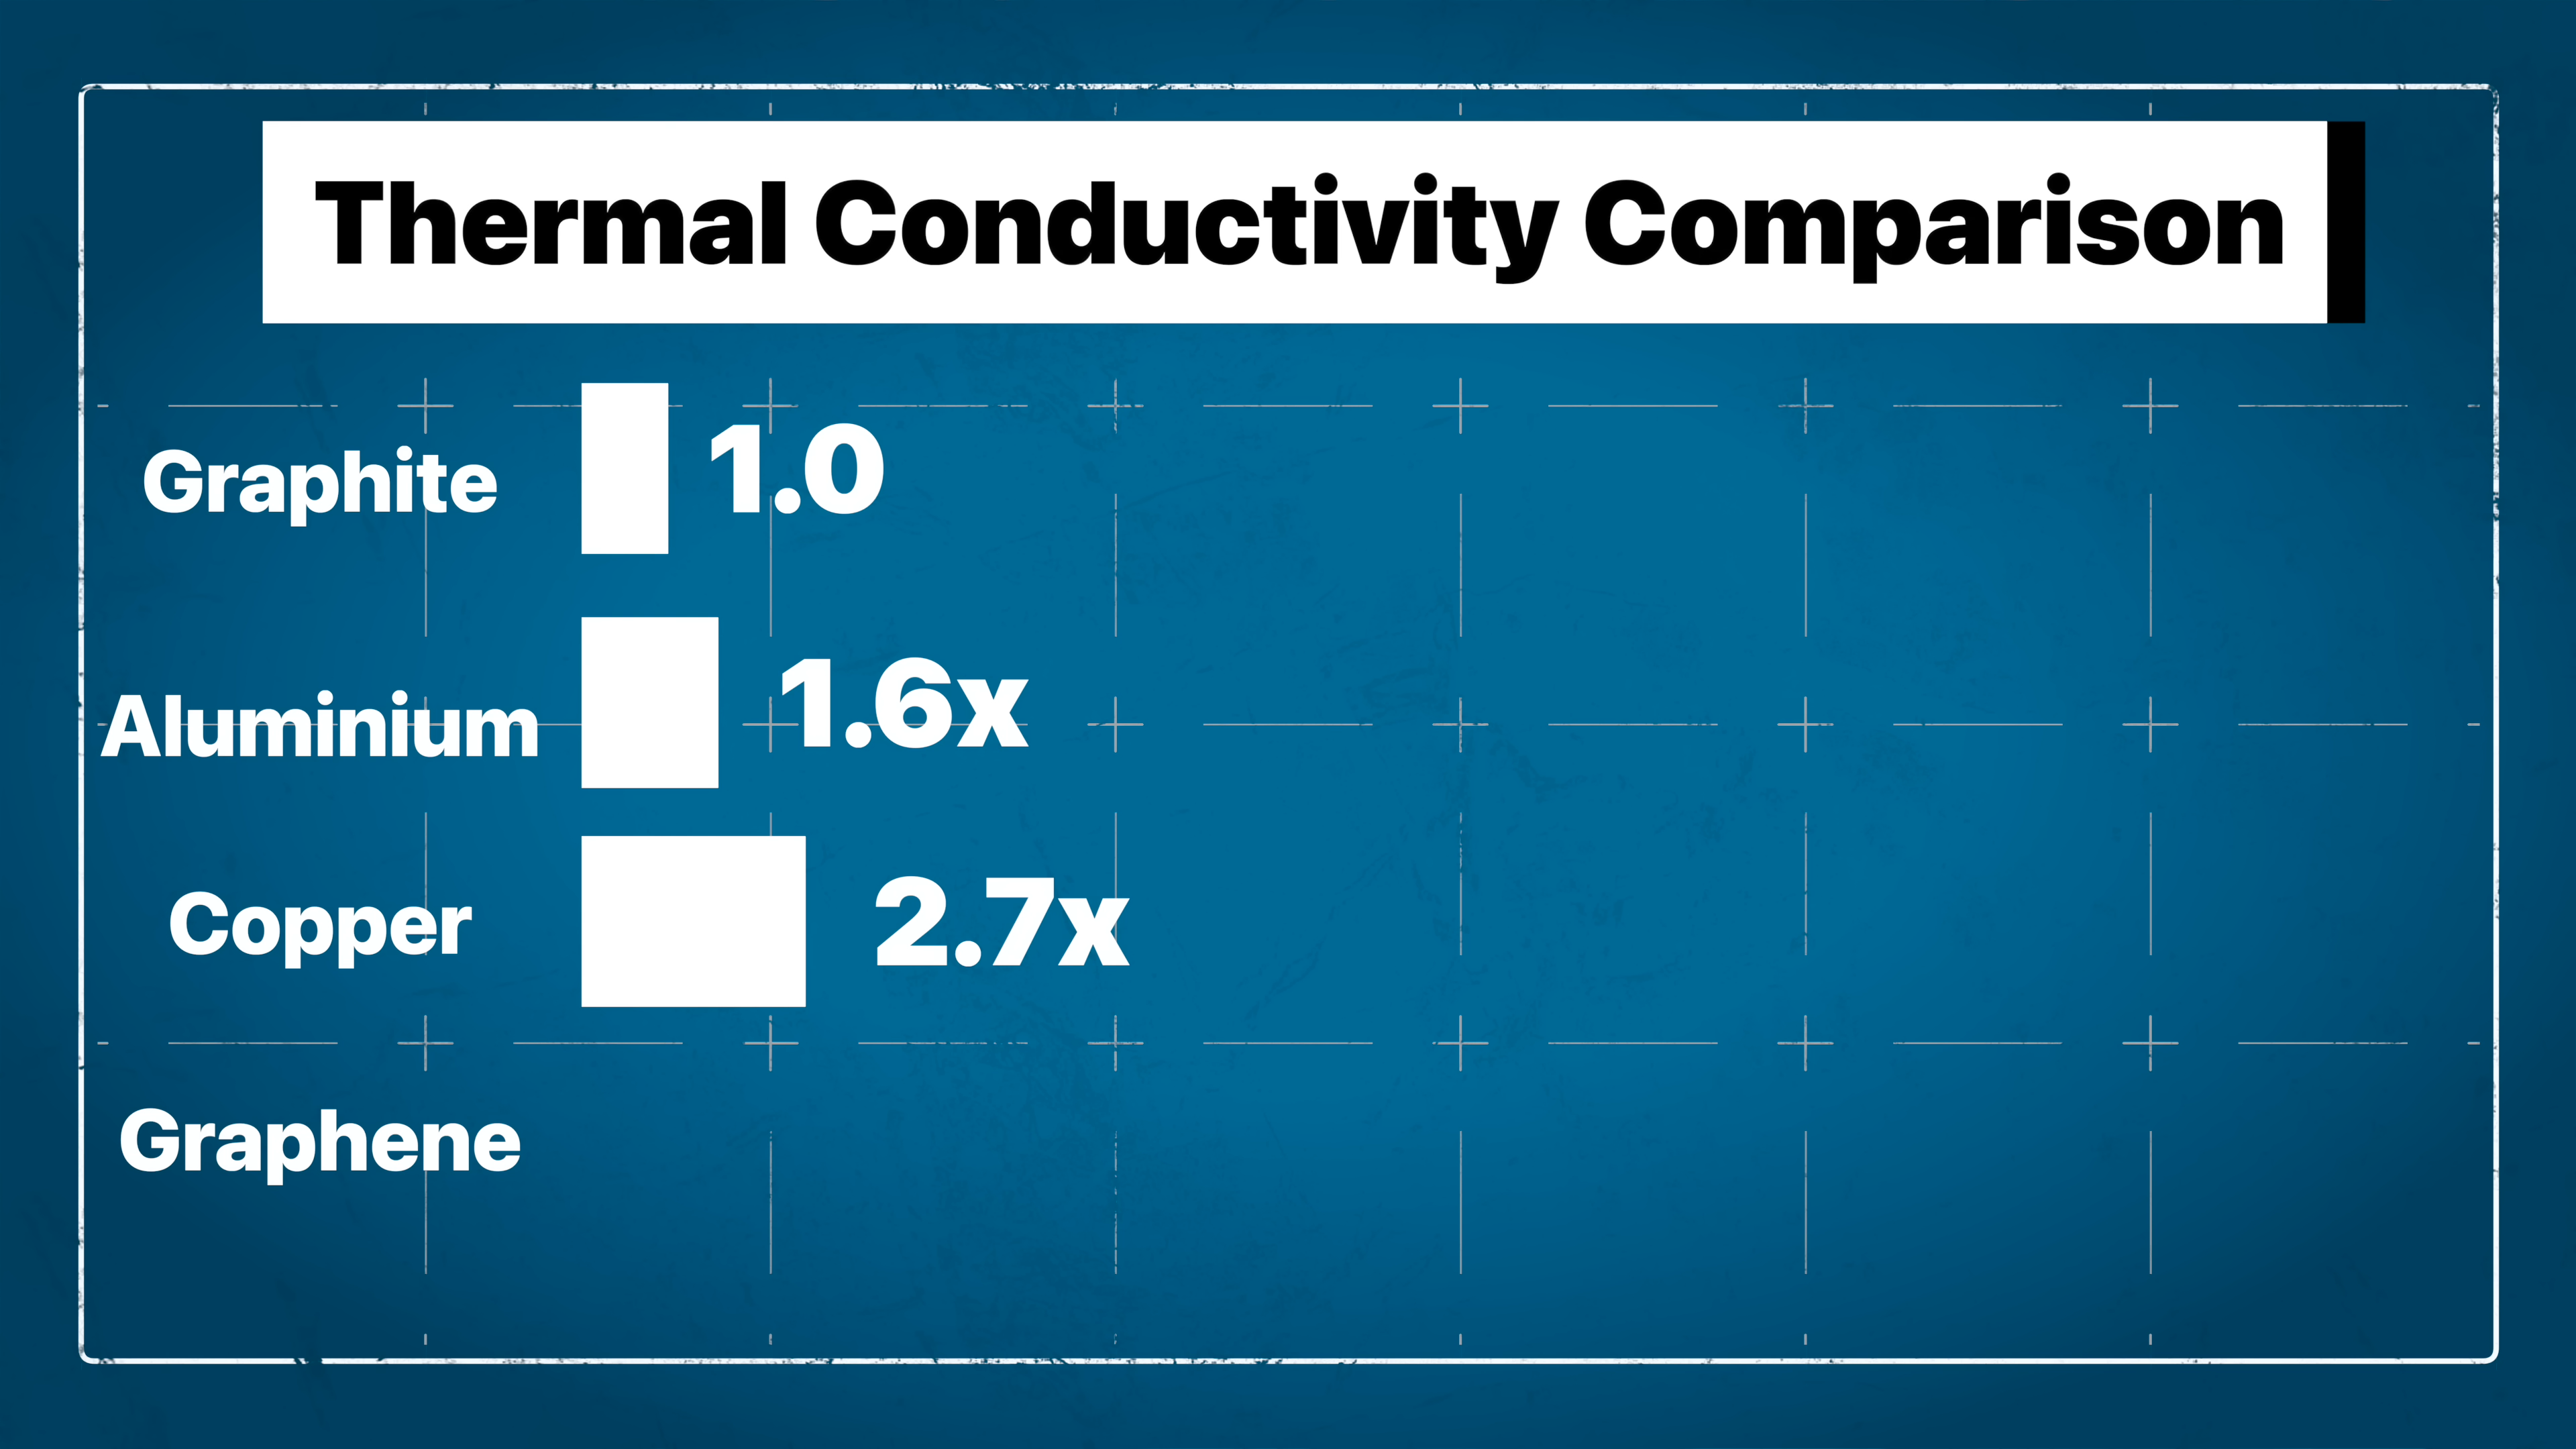 Thermal Conductivity Comparison
Graphite 1.0
Aluminium 1.6x
Copper 2.7x
Graphene